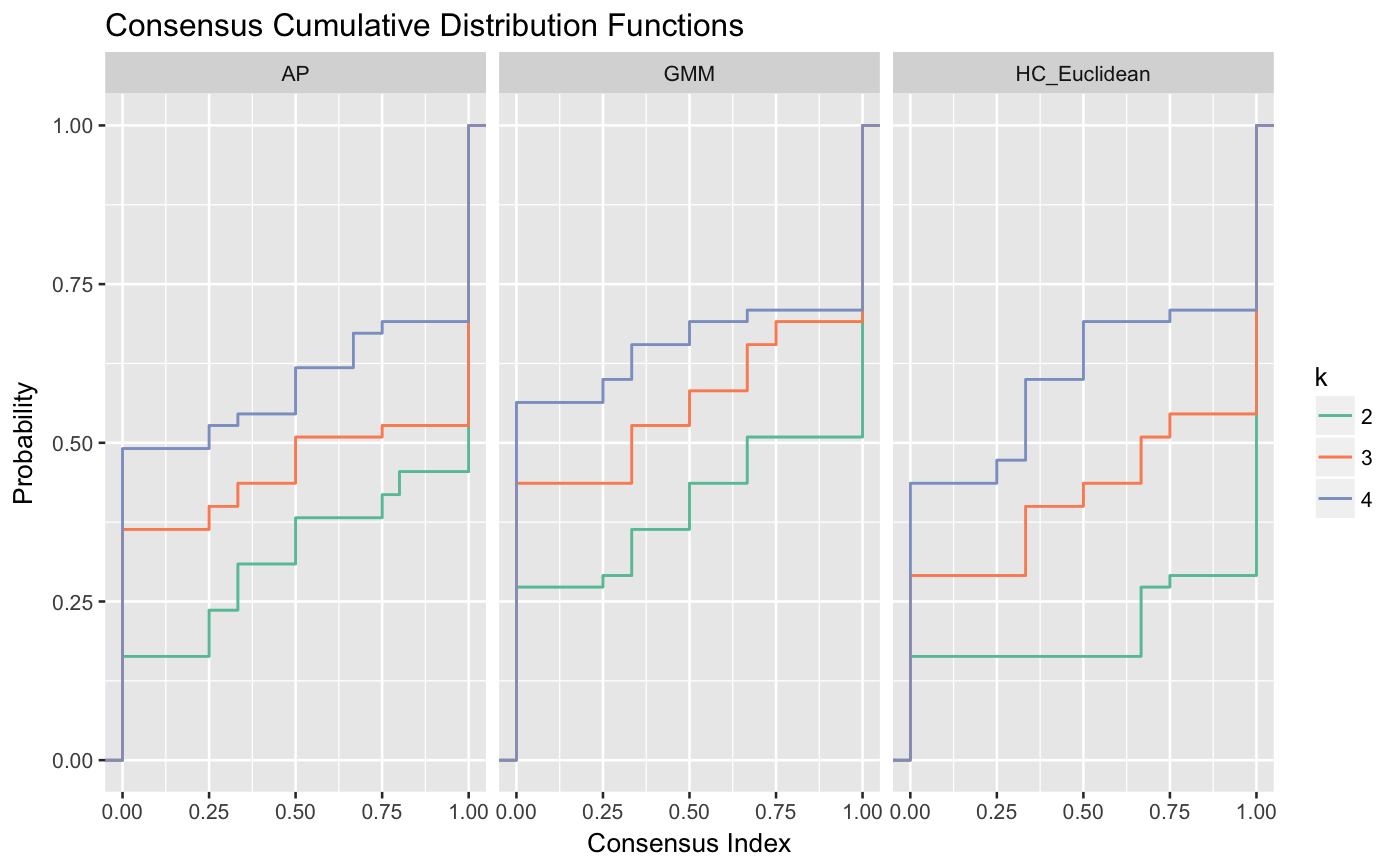 Consensus Cumulative Distribution Functions
AP GMM HC_Euclidean
1.00
0.75
0.50
0.25
0.00
Probability
0.00 0.25 0.50 0.75 1.00 0.00 0.25 0.50 0.75 1.00 0.00 0.25 0.50 0.75 1.00
Consensus Index
k
2
3
4